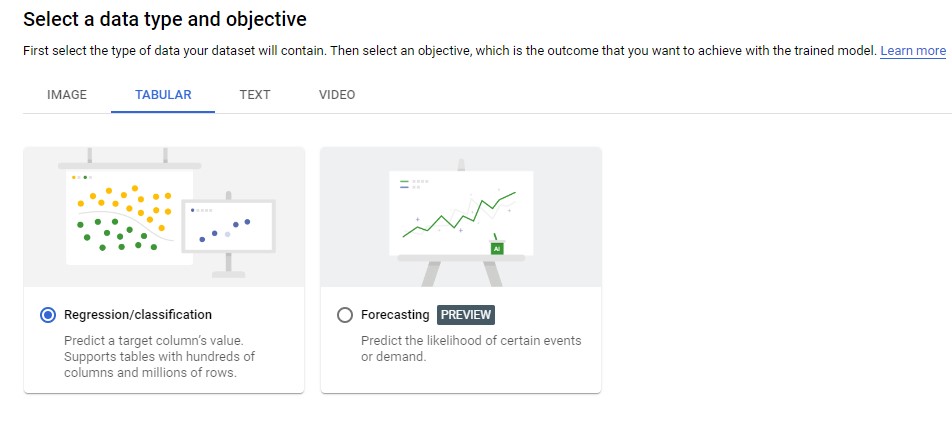 Select a data type and objective
First select the type of data your dataset will contain. Then select an objective, which is the outcome that you want to achieve with the trained model. Learn more
IMAGE TABULAR TEXT VIDEO
AI
Regression/classification
Predict a target column's value.
Supports tables with hundreds of
columns and millions of rows.
Forecasting PREVIEW
Predict the likelihood of certain events
or demand.